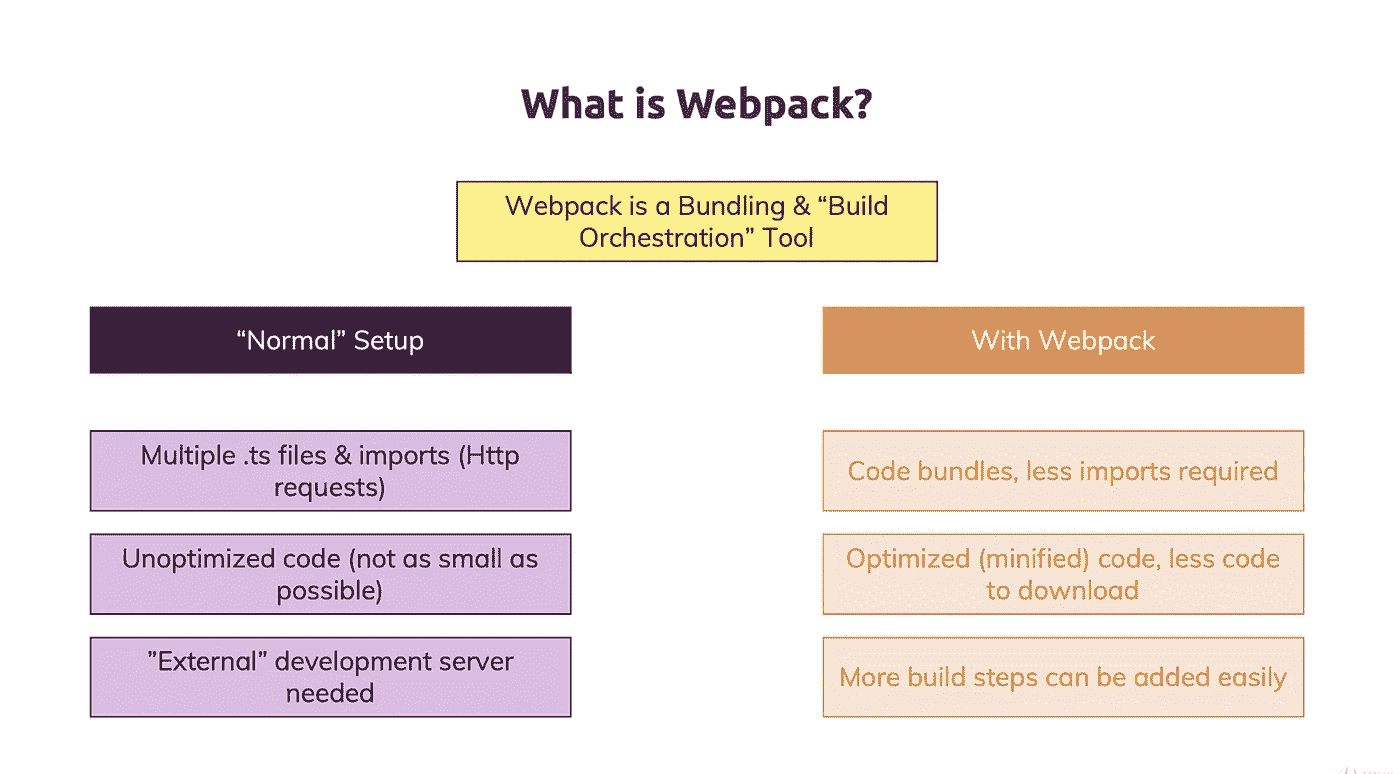 What is Webpack?
Webpack is a Bundling & “Build
Orchestration” Tool
“Normal” Setup
With Webpack
Multiple .ts files & imports (Http
requests)
Code bundles, less imports required
Unoptimized code (not as small as
possible)
Optimized (minified) code, less code
to download
”External” development server
needed
More build steps can be added easily